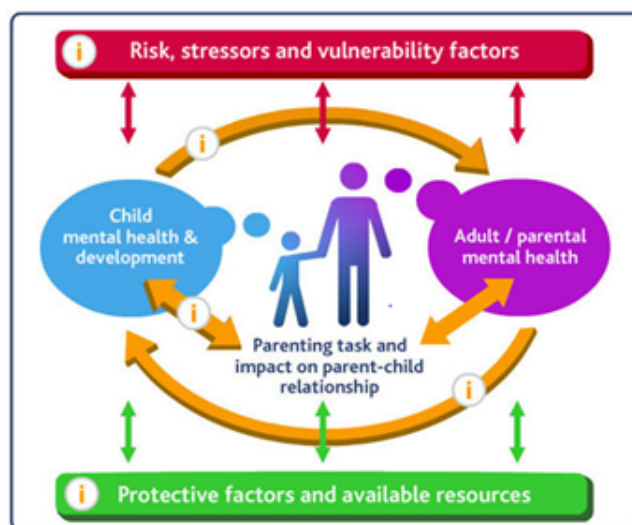 i Risk, stressors and vulnerability factors
i
Child
mental health &
development
Adult / parental
mental health
i
Parenting task and
impact on parent-child
relationship
i
i Protective factors and available resources